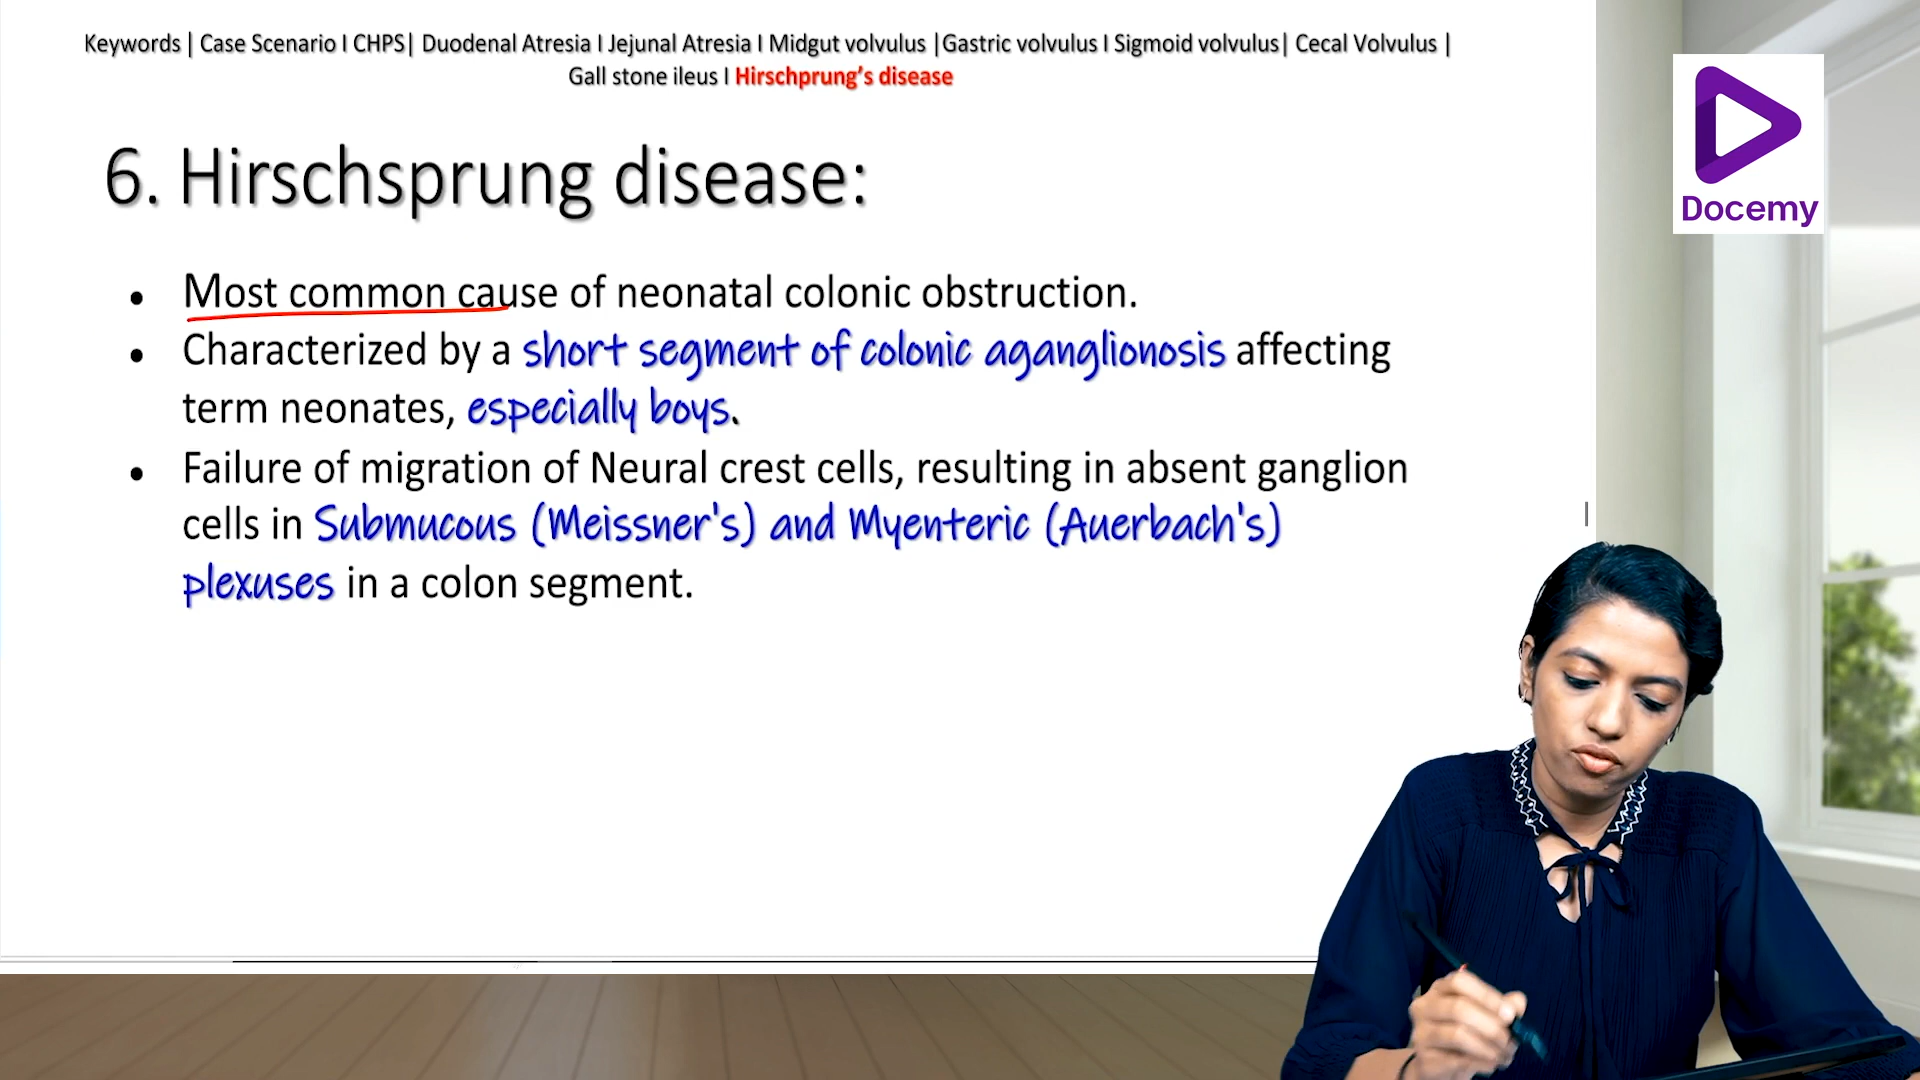 Keywords | Case Scenario I CHPS| Duodenal Atresia I Jejunal Atresia I Midgut volvulus |Gastric volvulus I Sigmoid volvulus| Cecal Volvulus |
Gall stone ileus I Hirschprung’s disease
Docemy
6. Hirschsprung disease:
• Most common cause of neonatal colonic obstruction.
• Characterized by a short segment of colonic aganglionosis affecting
term neonates, especially boys.
• Failure of migration of Neural crest cells, resulting in absent ganglion
cells in Submucous (Meissner's) and Myenteric (Auerbach's)
plexuses in a colon segment.